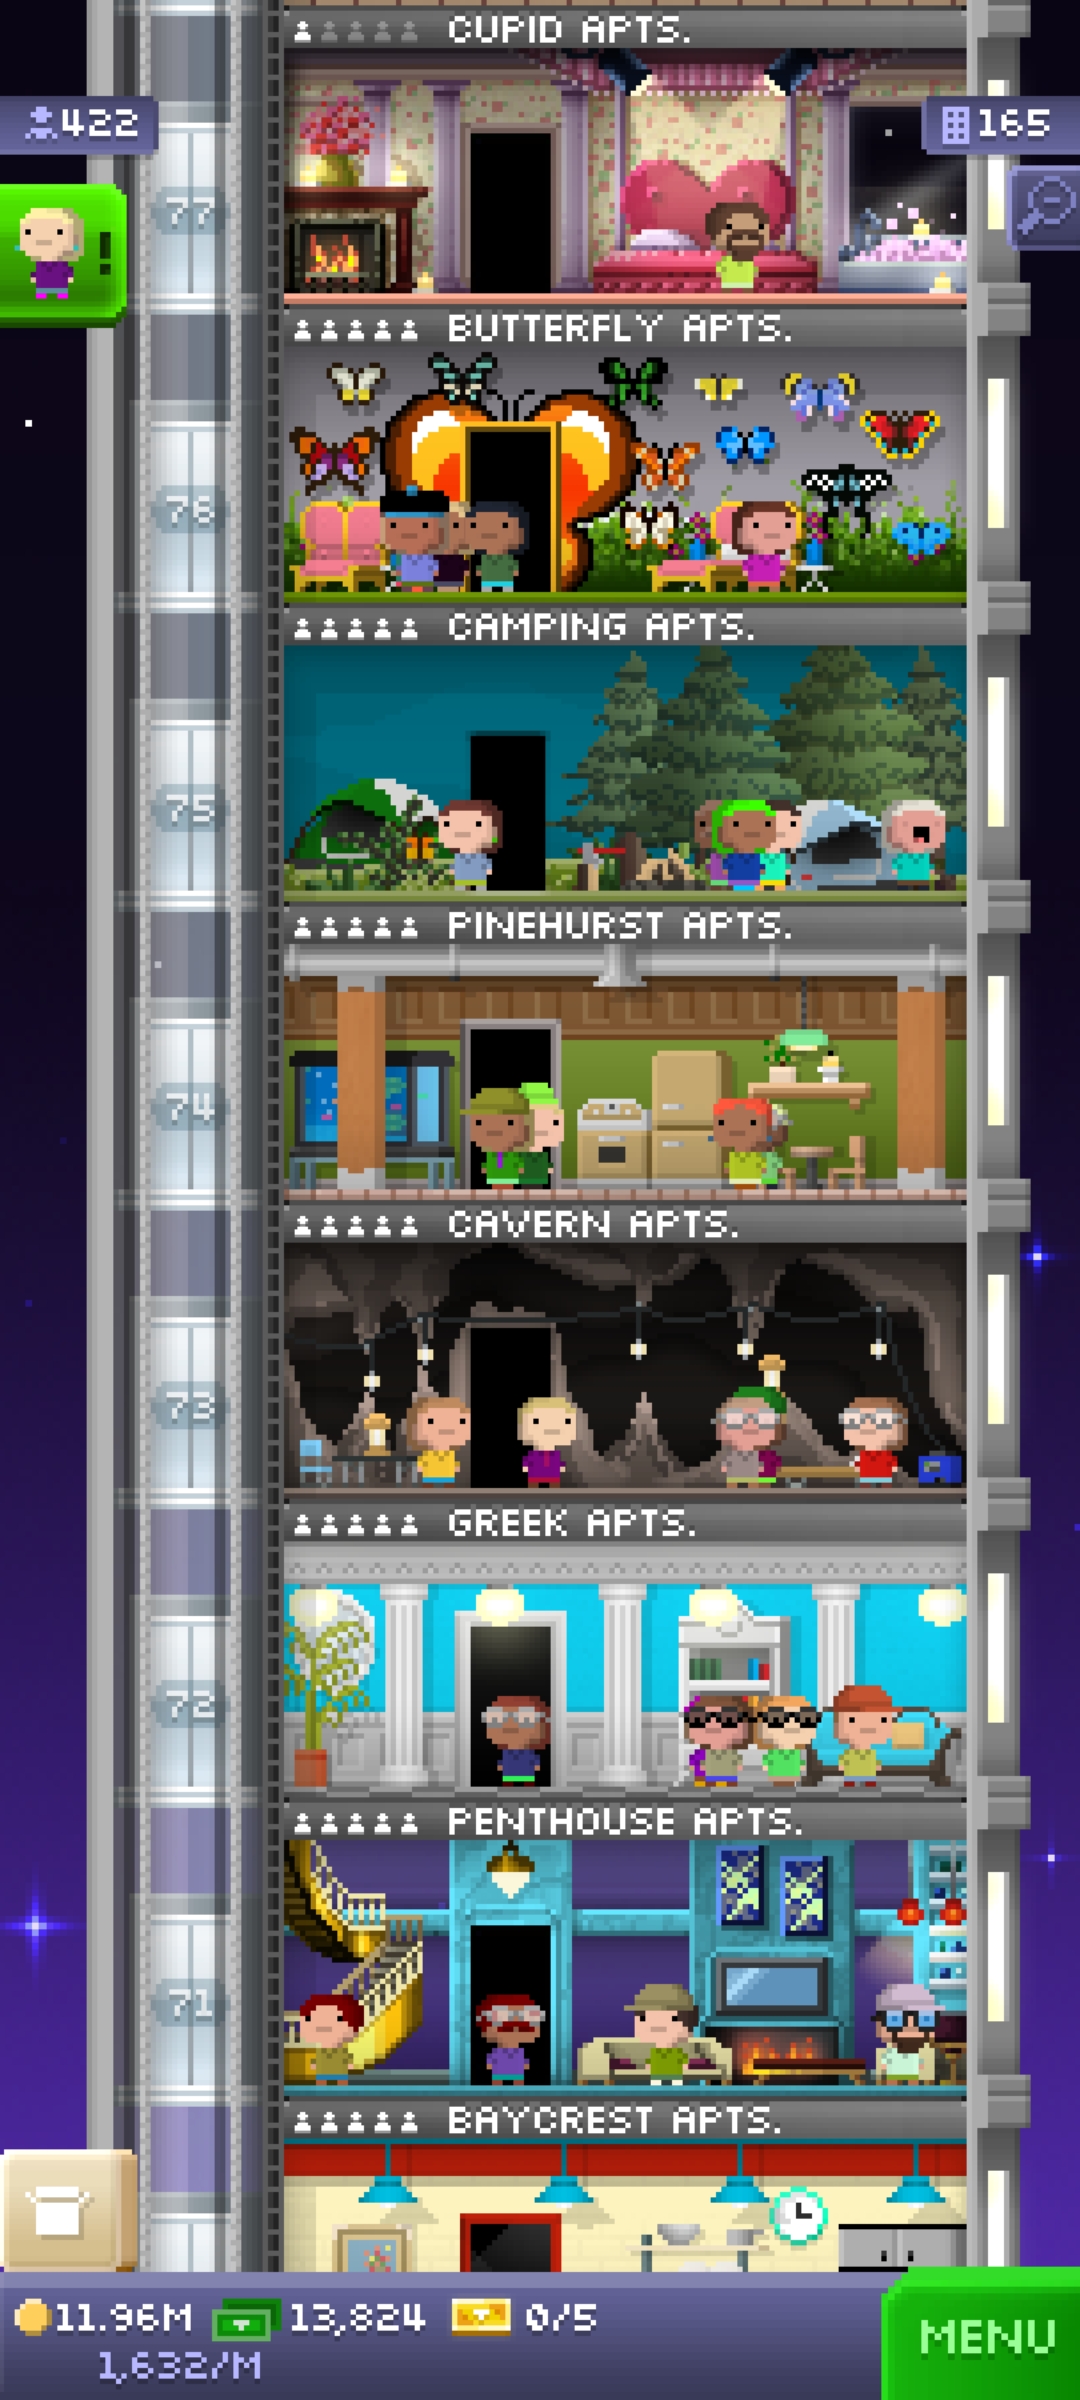 CUPID APTS.
422
165
77
!
BUTTERFLY APTS.
76
CAMPING APTS.
75
PINEHURST APTS.
74
CAVERN APTS.
73
GREEK APTS.
72
PENTHOUSE APTS.
71
BAYCREST APTS.
11.96M 13,824 0/5
1,632/M
MENU